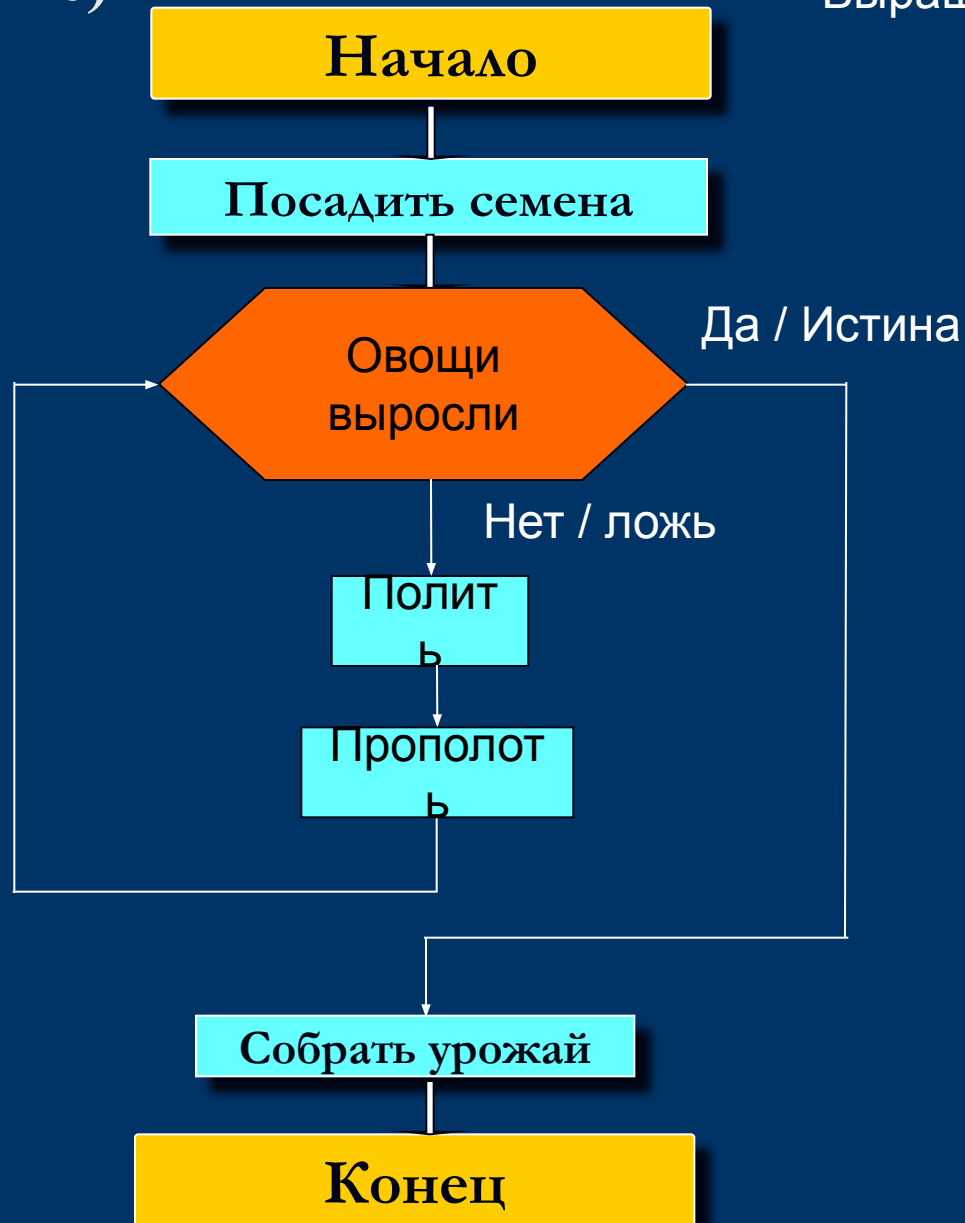 Начало
Посадить семена
Да / Истина
Овощи
выросли
Нет / ложь
Полит
ь
Прополот
ь
Собрать урожай
Конец